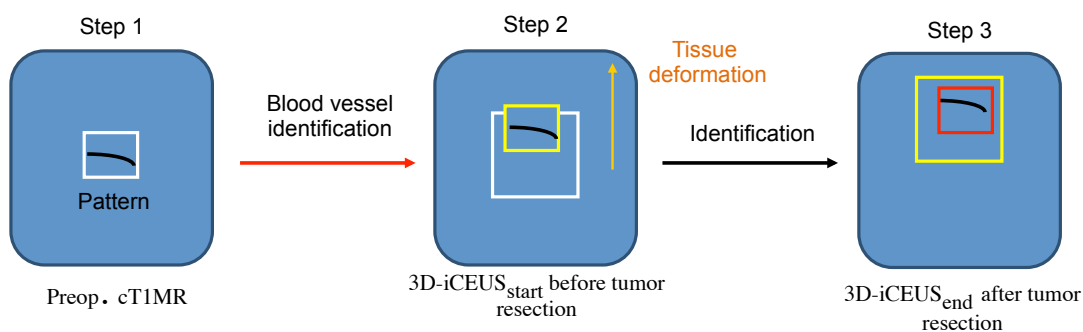 Step 1
Pattern
Preop. cT1MR
Blood vessel
identification
Step 2
Tissue
deformation
3D-iCEUSstart before tumor
resection
Identification
Step 3
3D-iCEUSend after tumor
resection